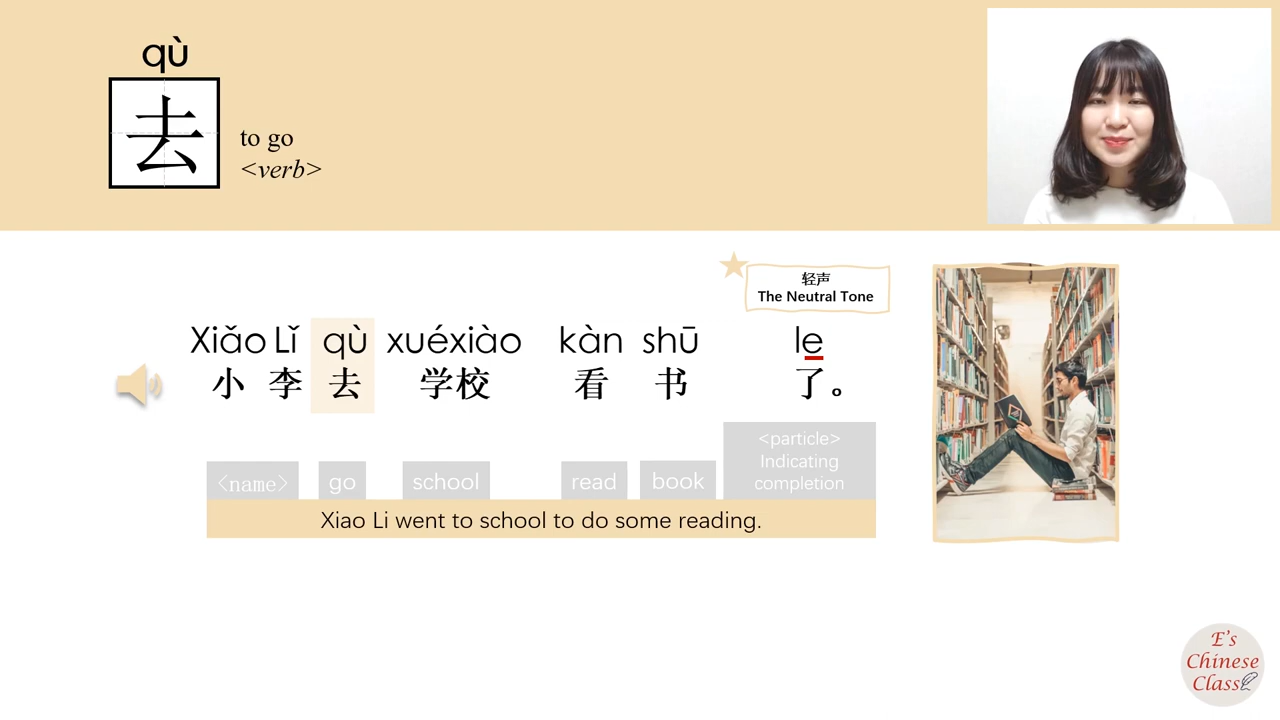 qù
去
to go
<verb>
轻声
The Neutral Tone
Xiǎo Lǐ qù xuéxiào kàn shū le
小 李 去 学校 看 书 了。
<particle>
Indicating
completion
<name> go school read book
Xiao Li went to school to do some reading.
E's
Chinese
Class